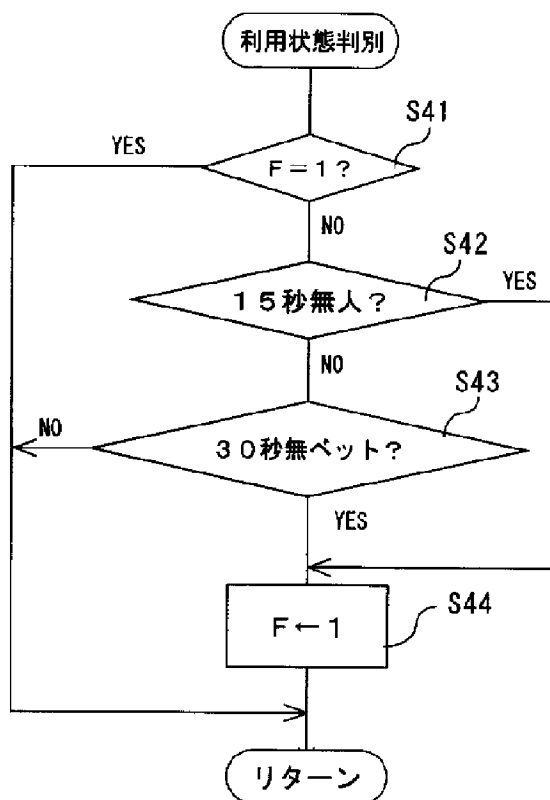 利用状態判別
S41
YES
F=1?
NO
S42
15秒無人?
YES
NO
S43
NO
30秒無ベット?
YES
S44
F←1
リターン